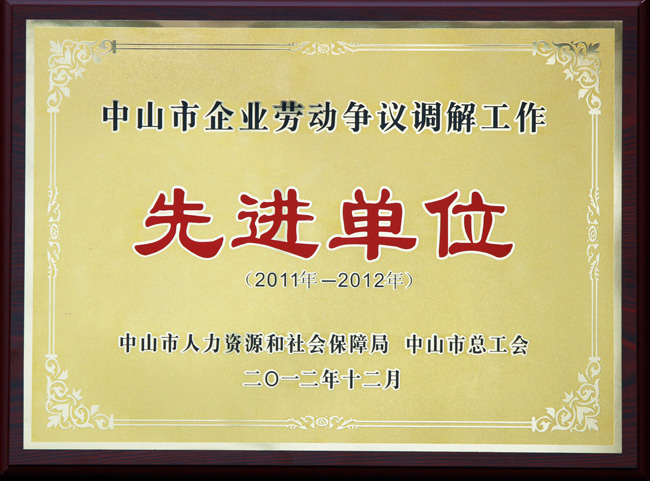 中山市企业劳动争议调解工作
先进单位
（2011年—2012年）
中山市人力资源和社会保障局 中山市总工会
二〇一二年十二月